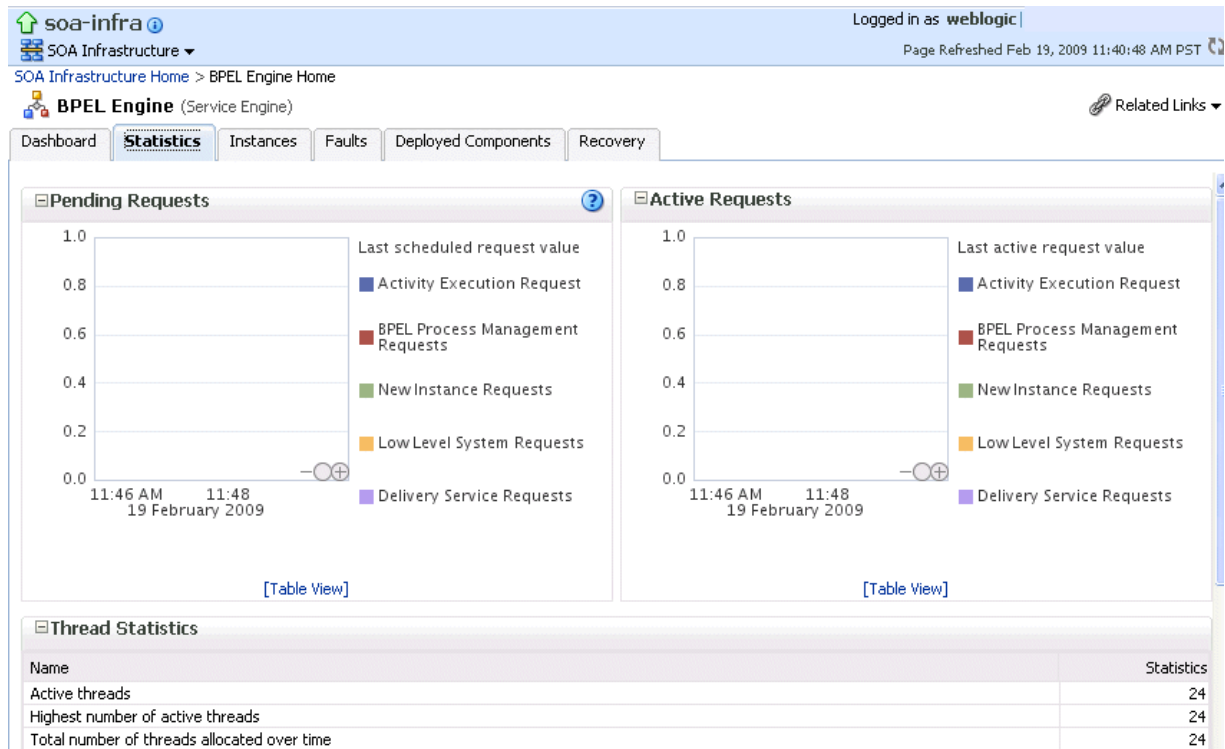 soa-infra
Logged in as weblogic
SOA Infrastructure
Page Refreshed Feb 19, 2009 11:40:48 AM PST
SOA Infrastructure Home > BPEL Engine Home
BPEL Engine (Service Engine)
Related Links
Dashboard Statistics Instances Faults Deployed Components Recovery
Pending Requests
1.0
0.8
0.6
0.4
0.2
0.0
11:46 AM 11:48
19 February 2009
Last scheduled request value
Activity Execution Request
BPEL Process Management
Requests
New Instance Requests
Low Level System Requests
Delivery Service Requests
[Table View]
Active Requests
1.0
0.8
0.6
0.4
0.2
0.0
11:46 AM 11:48
19 February 2009
Last active request value
Activity Execution Request
BPEL Process Management
Requests
New Instance Requests
Low Level System Requests
Delivery Service Requests
[Table View]
Thread Statistics
Name Statistics
Active threads 24
Highest number of active threads 24
Total number of threads allocated over time 24